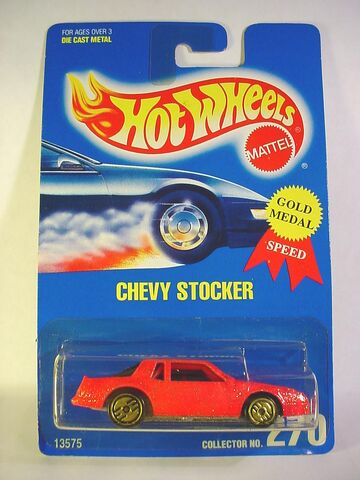 FOR AGES OVER 3
DIE CAST METAL
HOT WHEELS
MATTEL
®
GOLD
MEDAL
SPEED
CHEVY STOCKER
13575
COLLECTOR NO. 270